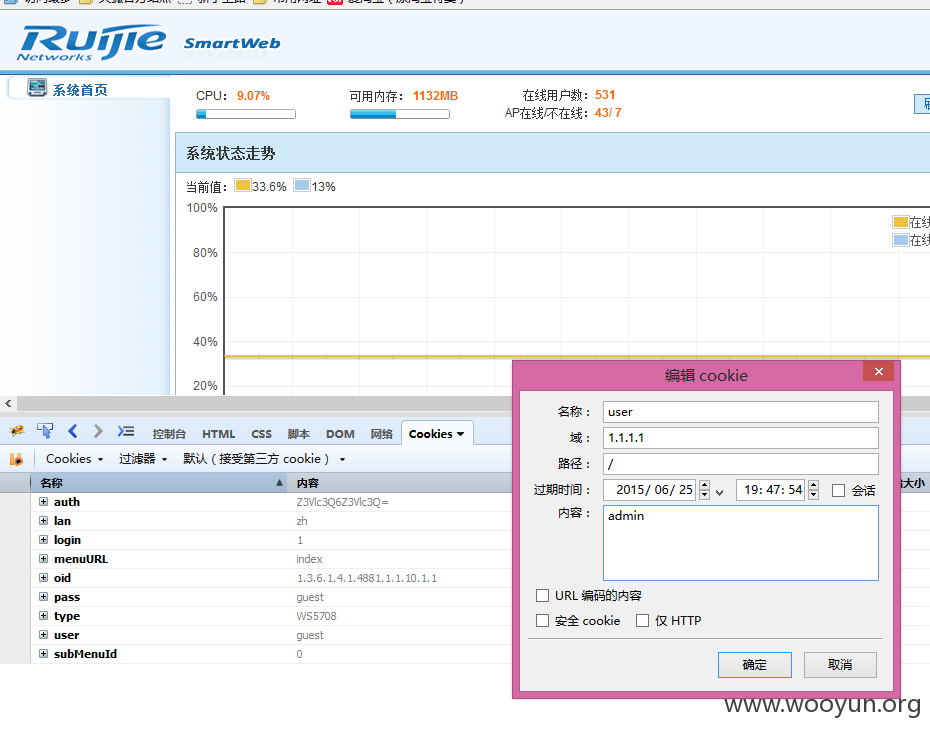 Ruijie
Networks
SmartWeb
系统首页
CPU： 9.07%
可用内存： 1132MB
在线用户数： 531
AP在线/不在线： 43/ 7
系统状态走势
当前值： 33.6% 13%
100%
80%
60%
40%
20%
在线
在线
编辑 cookie
名称： user
域： 1.1.1.1
路径： /
过期时间： 2015/ 06/ 25 19: 47: 54 会话
内容： admin
URL 编码的内容
安全 cookie 仅 HTTP
确定 取消
控制台 HTML CSS 脚本 DOM 网络 Cookies
Cookies 过滤器 默认（接受第三方 cookie）
名称 内容 大小
auth Z3Vlc3Q6Z3Vlc3Q=
lan zh
login 1
menuURL index
oid 1.3.6.1.4.1.4881.1.1.10.1.1
pass guest
type WS5708
user guest
subMenuId 0
www.wooyun.org